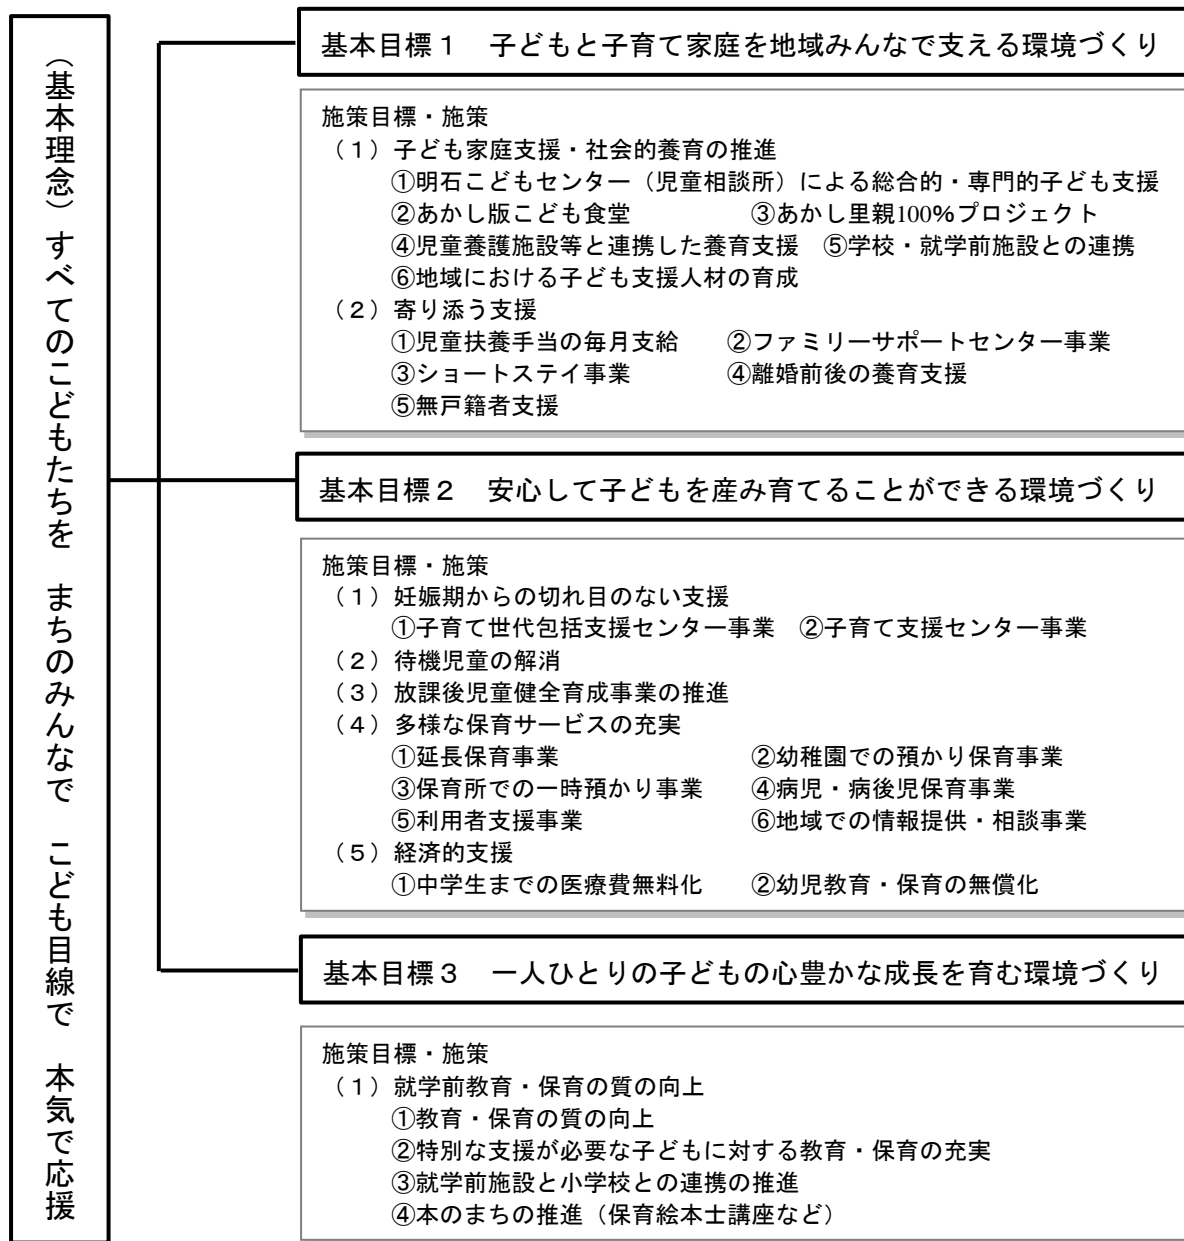 （基本理念）すべてのこどもたちを　まちのみんなで　こども目線で　本気で応援
基本目標１　子どもと子育て家庭を地域みんなで支える環境づくり
施策目標・施策
（１）子ども家庭支援・社会的養育の推進
①明石こどもセンター（児童相談所）による総合的・専門的子ども支援
②あかし版こども食堂　③あかし里親100％プロジェクト
④児童養護施設等と連携した養育支援　⑤学校・就学前施設との連携
⑥地域における子ども支援人材の育成
（２）寄り添う支援
①児童扶養手当の毎月支給　②ファミリーサポートセンター事業
③ショートステイ事業　④離婚前後の養育支援
⑤無戸籍者支援
基本目標２　安心して子どもを産み育てることができる環境づくり
施策目標・施策
（１）妊娠期からの切れ目のない支援
①子育て世代包括支援センター事業　②子育て支援センター事業
（２）待機児童の解消
（３）放課後児童健全育成事業の推進
（４）多様な保育サービスの充実
①延長保育事業　②幼稚園での預かり保育事業
③保育所での一時預かり事業　④病児・病後児保育事業
⑤利用者支援事業　⑥地域での情報提供・相談事業
（５）経済的支援
①中学生までの医療費無料化　②幼児教育・保育の無償化
基本目標３　一人ひとりの子どもの心豊かな成長を育む環境づくり
施策目標・施策
（１）就学前教育・保育の質の向上
①教育・保育の質の向上
②特別な支援が必要な子どもに対する教育・保育の充実
③就学前施設と小学校との連携の推進
④本のまちの推進（保育絵本士講座など）